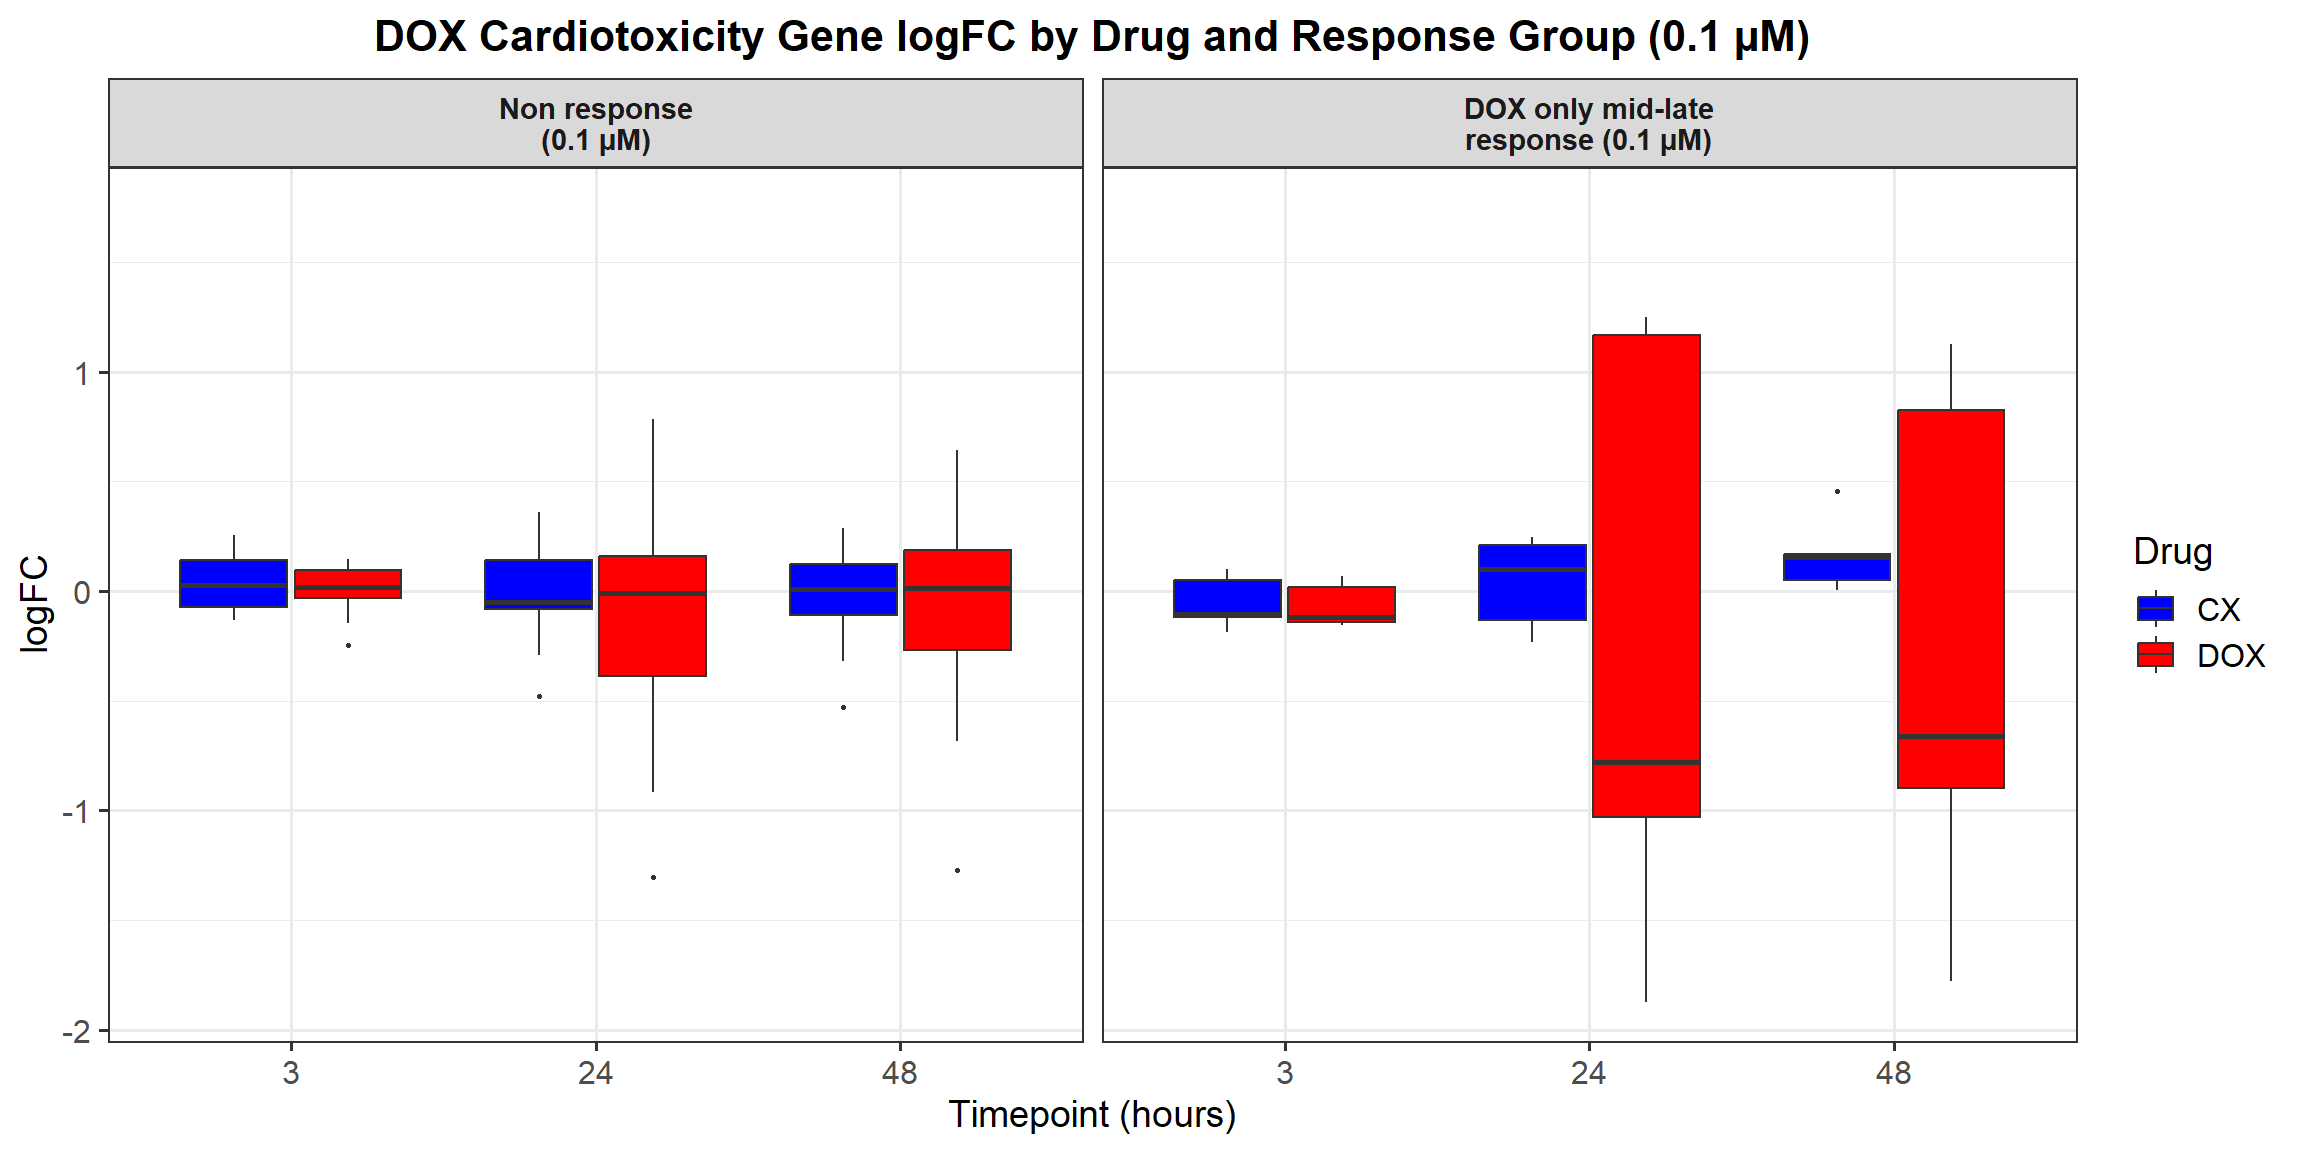 DOX Cardiotoxicity Gene logFC by Drug and Response Group (0.1 µM)
Non response
(0.1 µM)
DOX only mid-late
response (0.1 µM)
logFC
1
0
-1
-2
3
24
48
3
24
48
Timepoint (hours)
Drug
CX
DOX